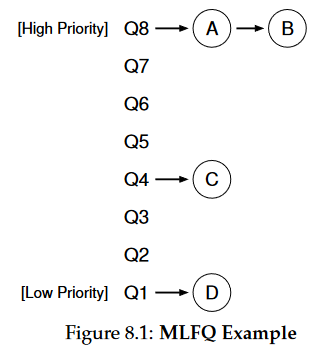 [High Priority] Q8 A B
Q7
Q6
Q5
Q4 C
Q3
Q2
[Low Priority] Q1 D
Figure 8.1: MLFQ Example